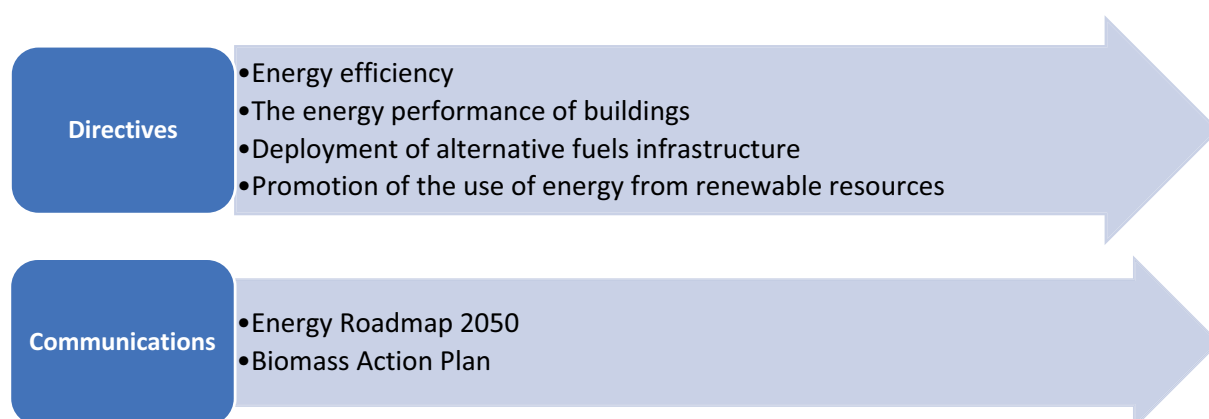 Directives
•Energy efficiency
•The energy performance of buildings
•Deployment of alternative fuels infrastructure
•Promotion of the use of energy from renewable resources
Communications
•Energy Roadmap 2050
•Biomass Action Plan